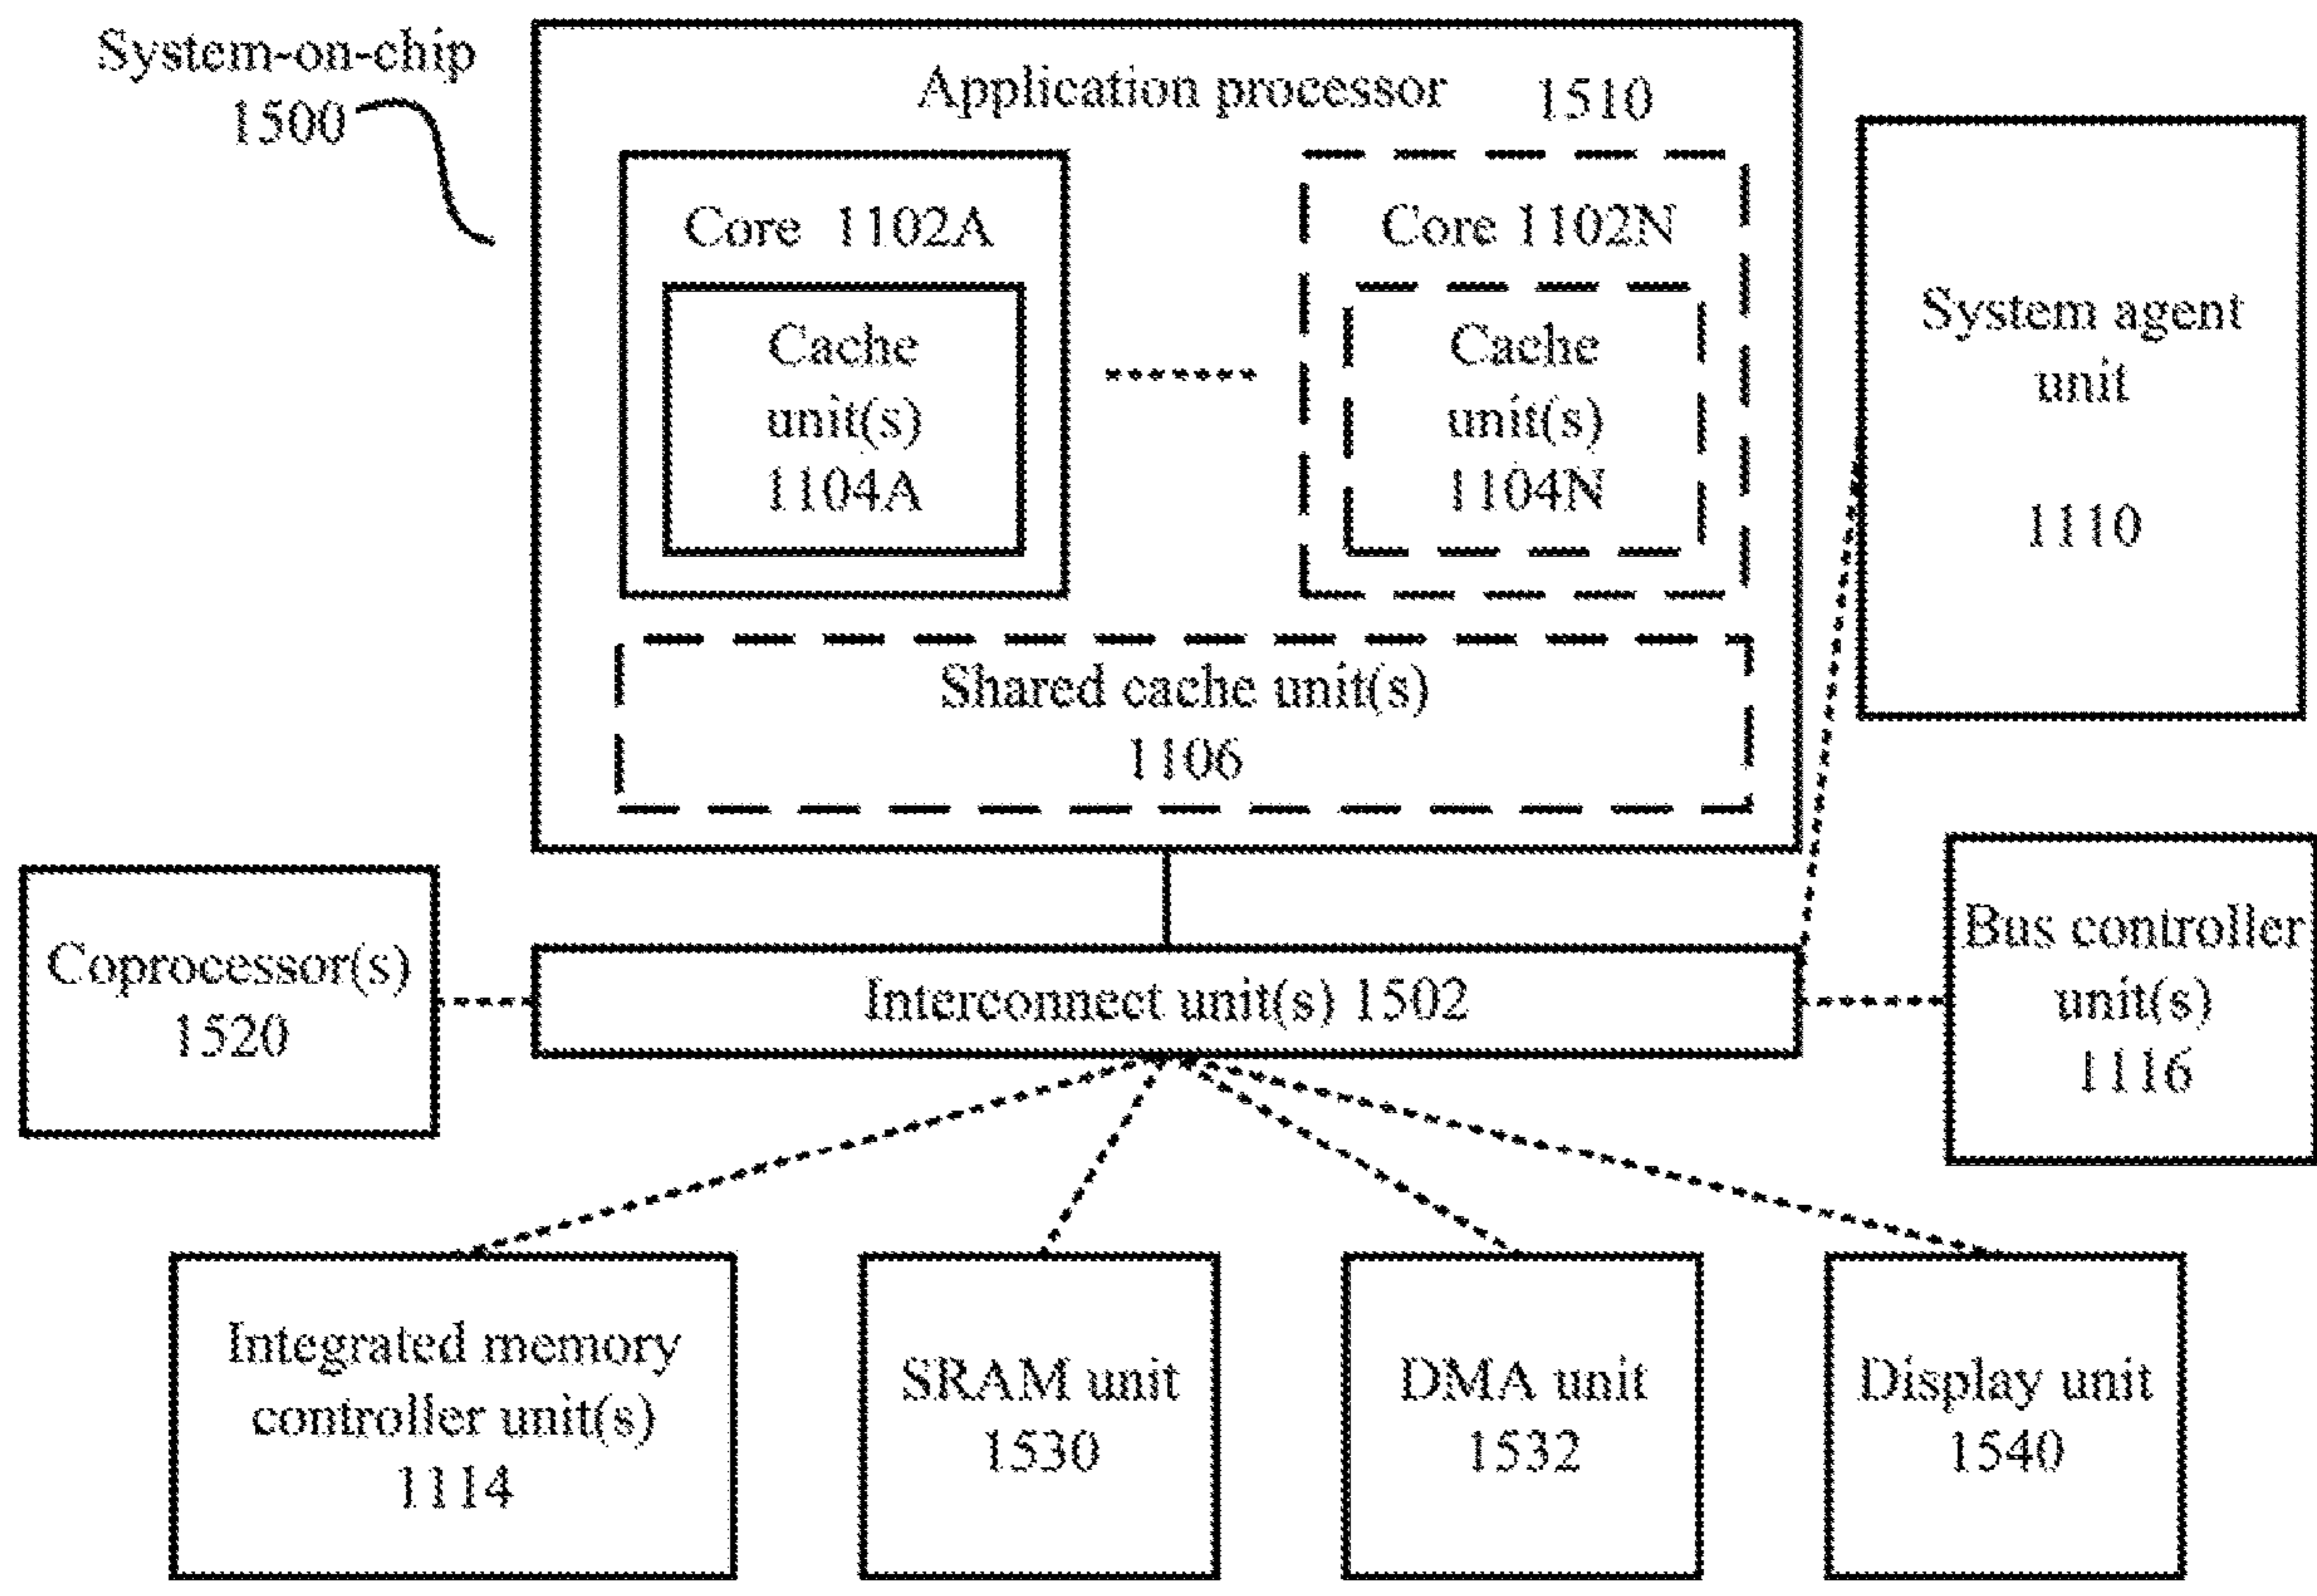 System-on-chip
1500
Application processor 1510
Core 1102A
Cache
unit(s)
1104A
Core 1102N
Cache
unit(s)
1104N
Shared cache unit(s)
1106
System agent
unit
1110
Coprocessor(s)
1520
Interconnect unit(s) 1502
Bus controller
unit(s)
1116
Integrated memory
controller unit(s)
1114
SRAM unit
1530
DMA unit
1532
Display unit
1540